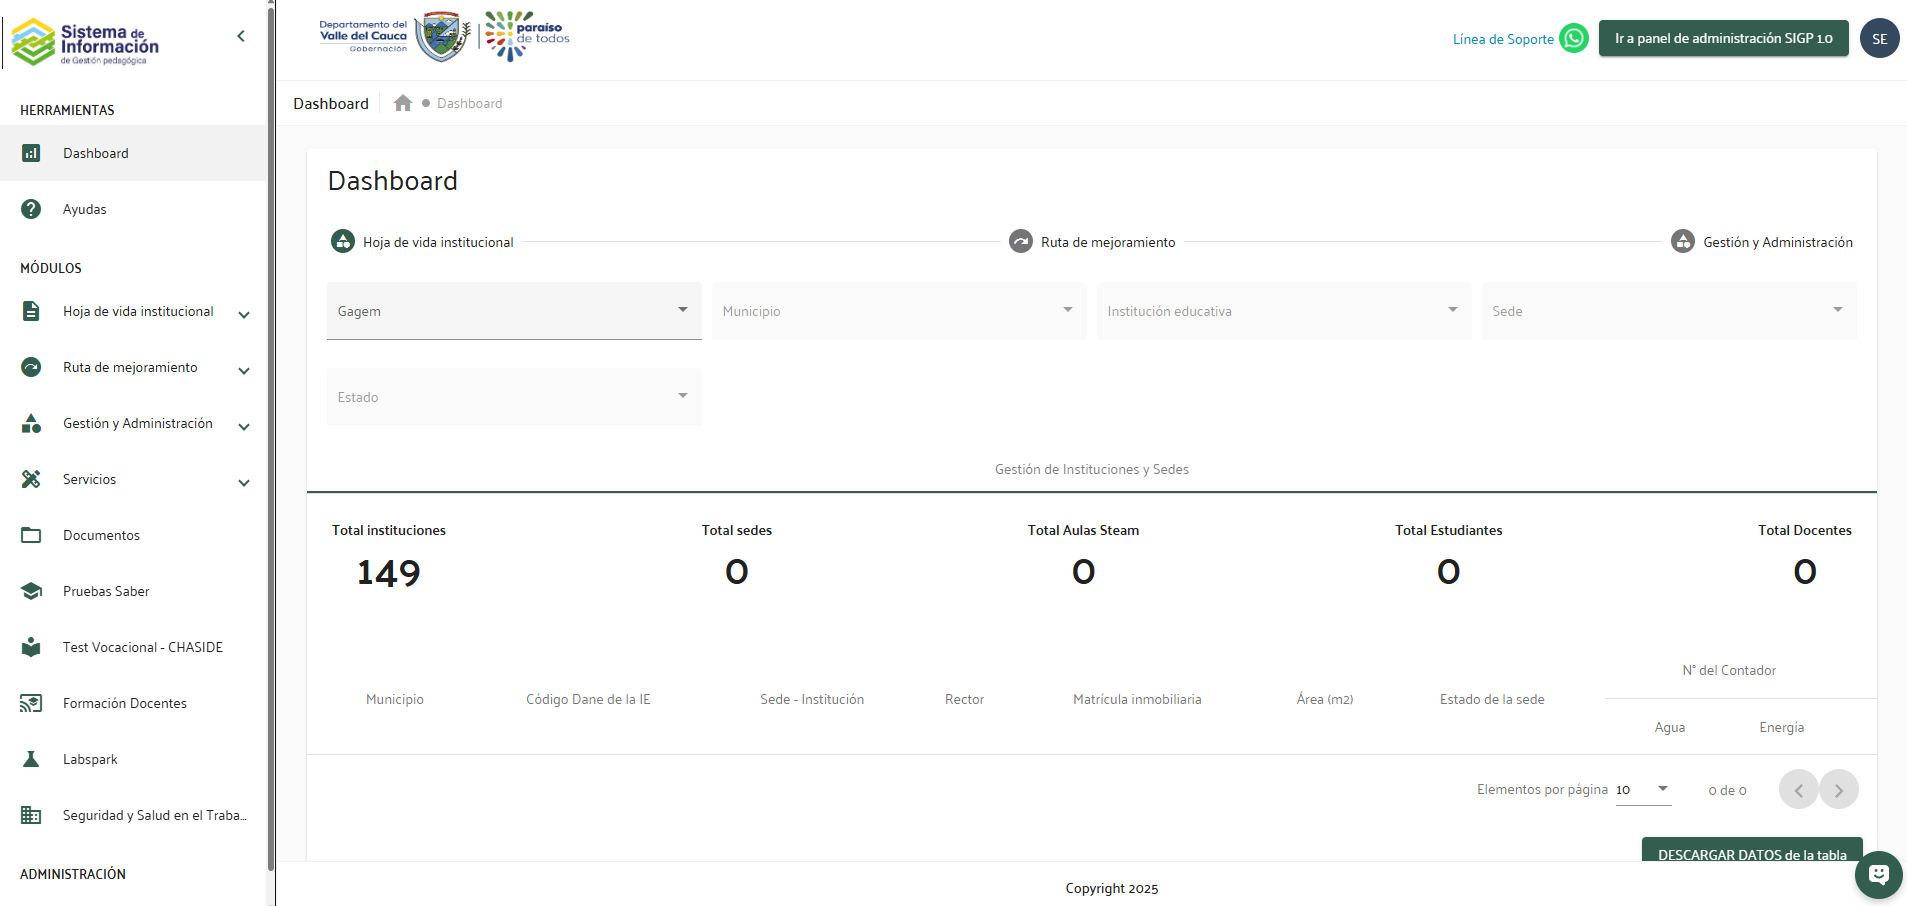 Sistema de
Información
de Gestión pedagógica
HERRAMIENTAS
Dashboard
Ayudas
MÓDULOS
Hoja de vida institucional
Ruta de mejoramiento
Gestión y Administración
Servicios
Documentos
Pruebas Saber
Test Vocacional - CHASIDE
Formación Docentes
Labspark
Seguridad y Salud en el Traba...
ADMINISTRACIÓN
Departamento del
Valle del Cauca
Gobernación
paraíso
de todos
Línea de Soporte
Ir a panel de administración SIGP 1.0
SE
Dashboard
Dashboard
Dashboard
Hoja de vida institucional
Ruta de mejoramiento
Gestión y Administración
Gagem
Municipio
Institución educativa
Sede
Estado
Gestión de Instituciones y Sedes
Total instituciones
149
Total sedes
0
Total Aulas Steam
0
Total Estudiantes
0
Total Docentes
0
Municipio
Código Dane de la IE
Sede - Institución
Rector
Matrícula inmobiliaria
Área (m2)
Estado de la sede
N° del Contador
Agua
Energía
Elementos por página 10
0 de 0
DESCARGAR DATOS de la tabla
Copyright 2025